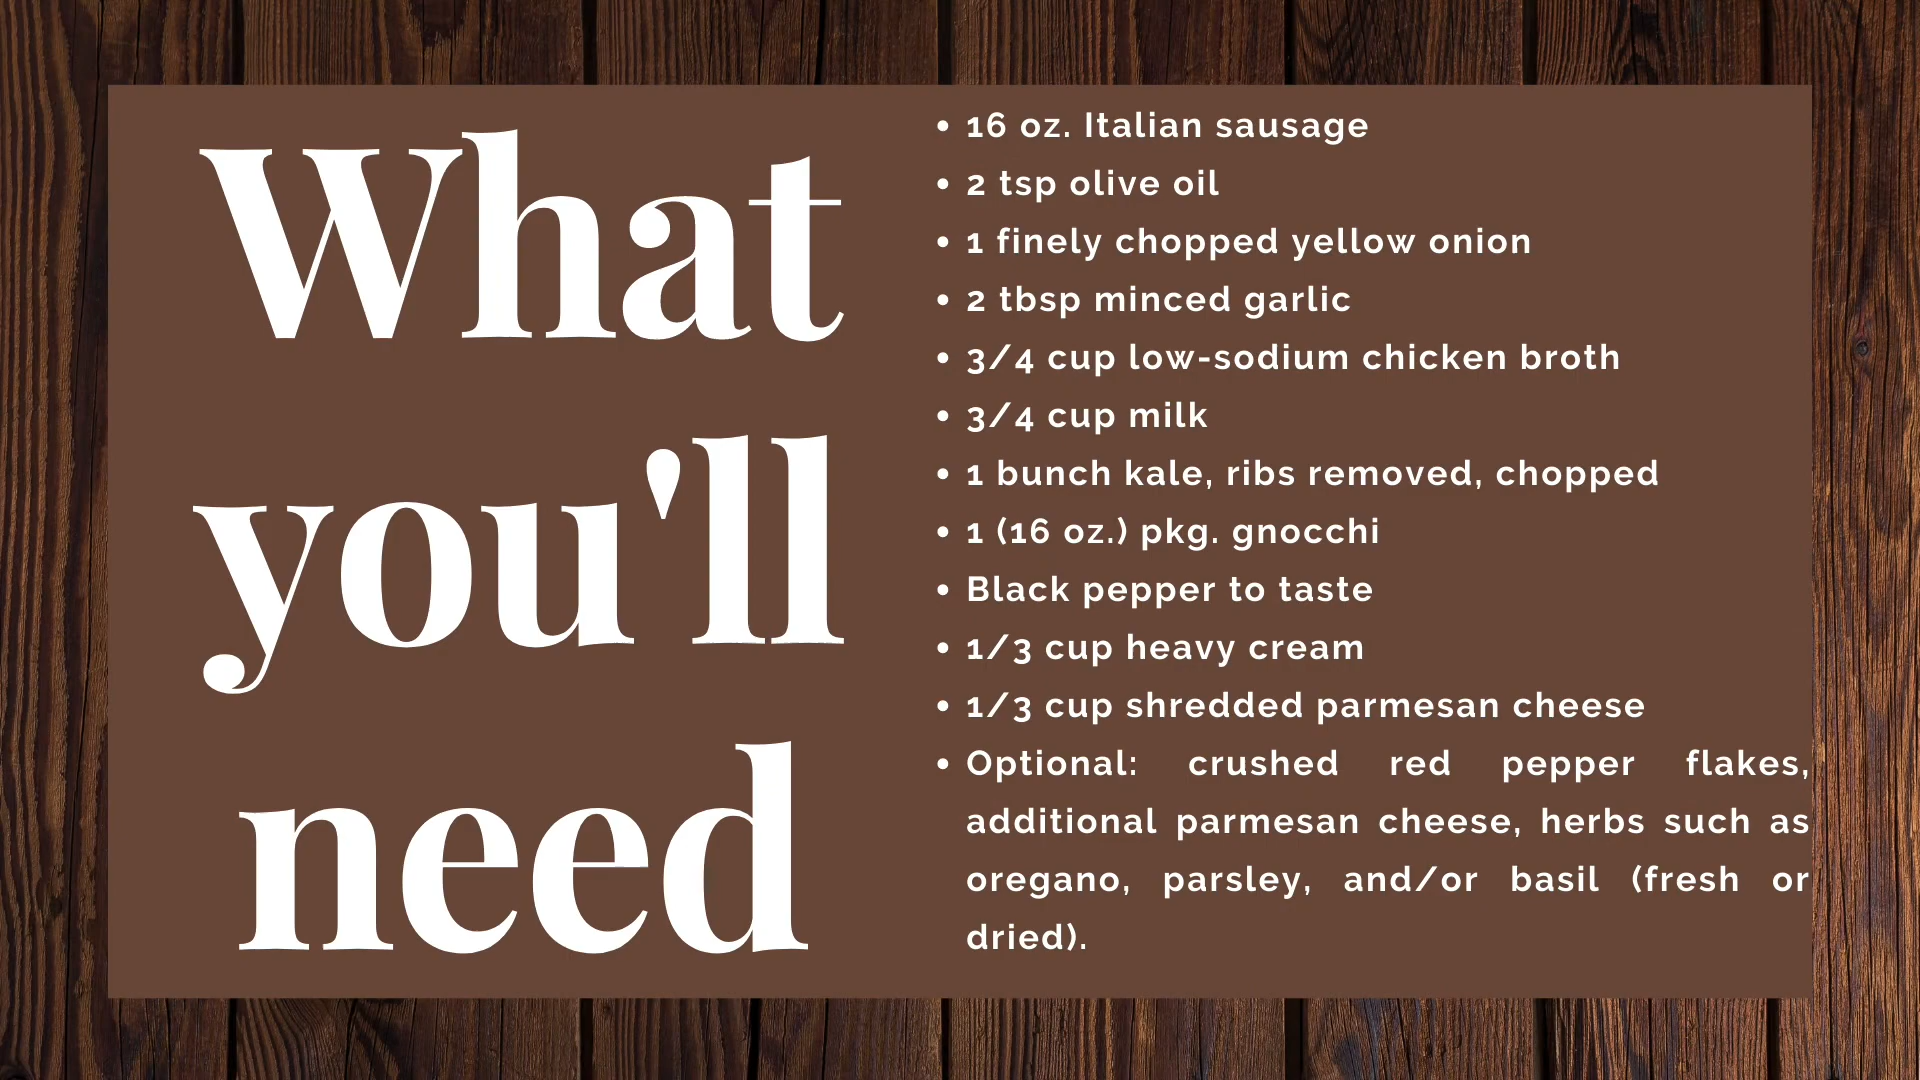 What
you'll
need
• 16 oz. Italian sausage
• 2 tsp olive oil
• 1 finely chopped yellow onion
• 2 tbsp minced garlic
• 3/4 cup low-sodium chicken broth
• 3/4 cup milk
• 1 bunch kale, ribs removed, chopped
• 1 (16 oz.) pkg. gnocchi
• Black pepper to taste
• 1/3 cup heavy cream
• 1/3 cup shredded parmesan cheese
• Optional: crushed red pepper flakes,
additional parmesan cheese, herbs such as
oregano, parsley, and/or basil (fresh or
dried).